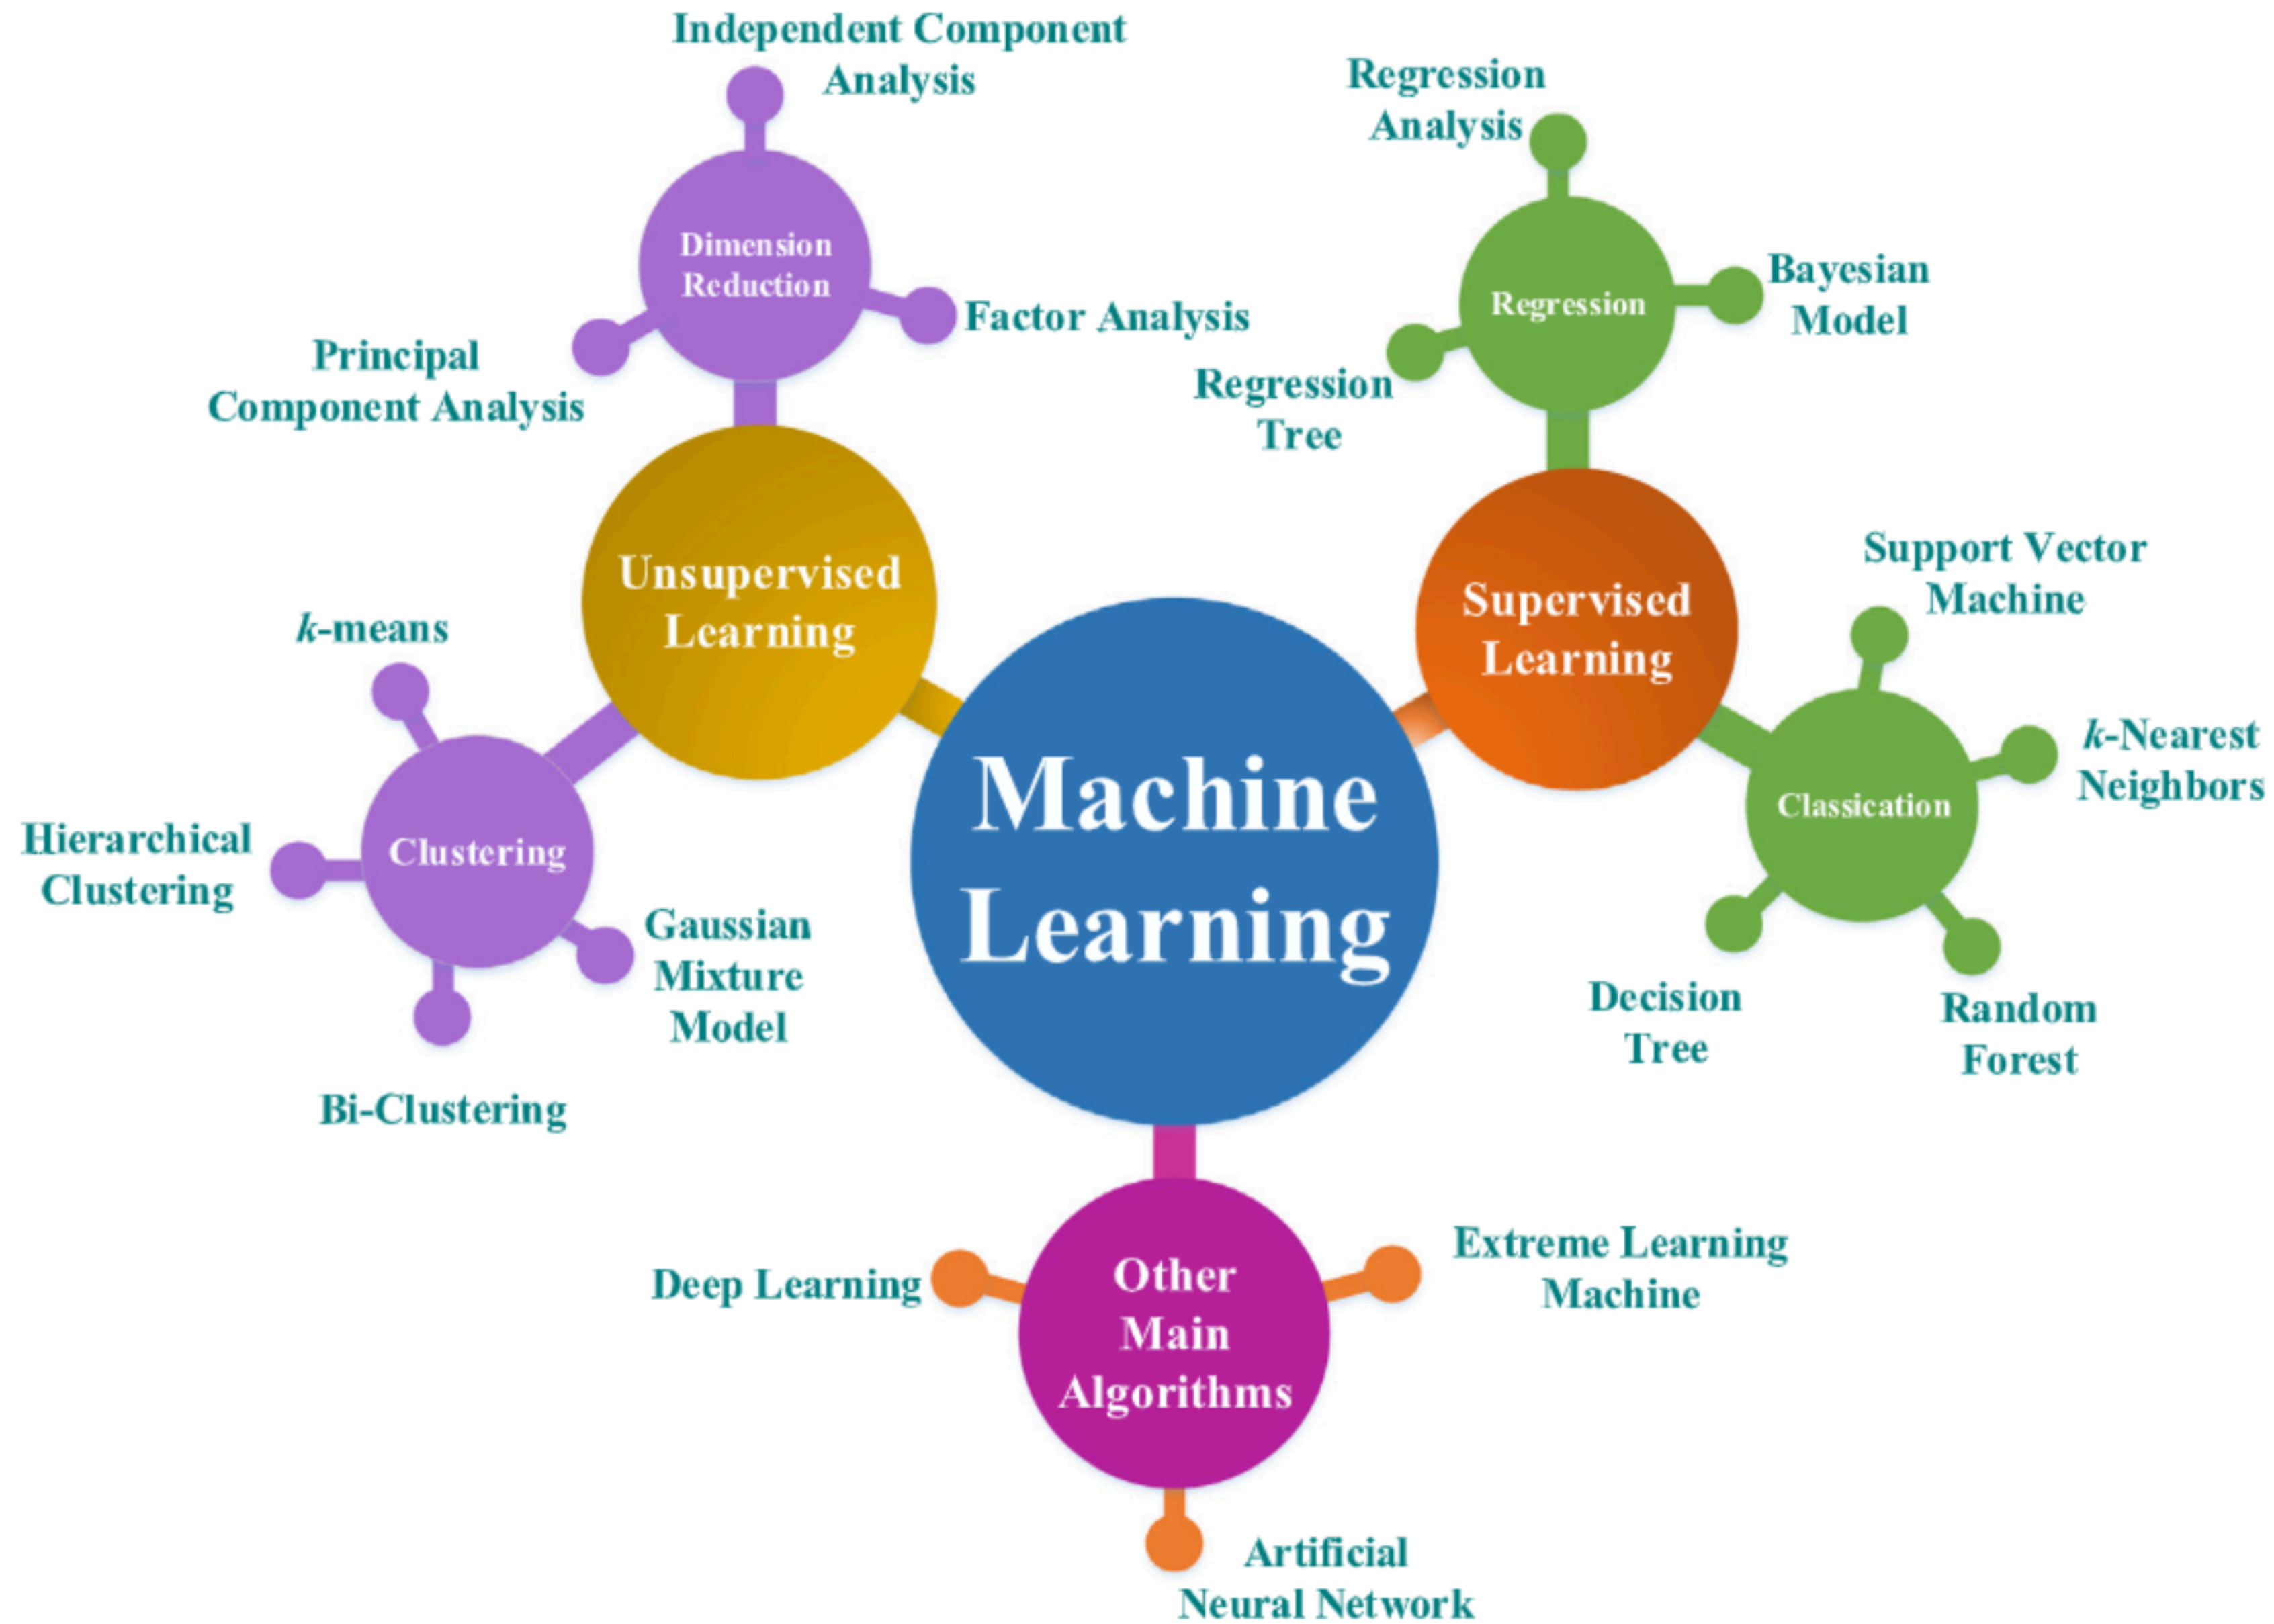 Independent Component
Analysis
Dimension
Reduction
Factor Analysis
Principal
Component Analysis
Regression
Analysis
Regression
Bayesian
Model
Regression
Tree
Unsupervised
Learning
Supervised
Learning
k-means
Clustering
Hierarchical
Clustering
Gaussian
Mixture
Model
Bi-Clustering
Machine
Learning
Support Vector
Machine
k-Nearest
Neighbors
Classication
Decision
Tree
Random
Forest
Other
Main
Algorithms
Deep Learning
Extreme Learning
Machine
Artificial
Neural Network